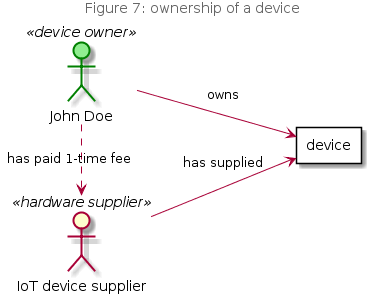 Figure 7: ownership of a device
«device owner»
John Doe
owns
device
has paid 1-time fee
has supplied
«hardware supplier»
IoT device supplier